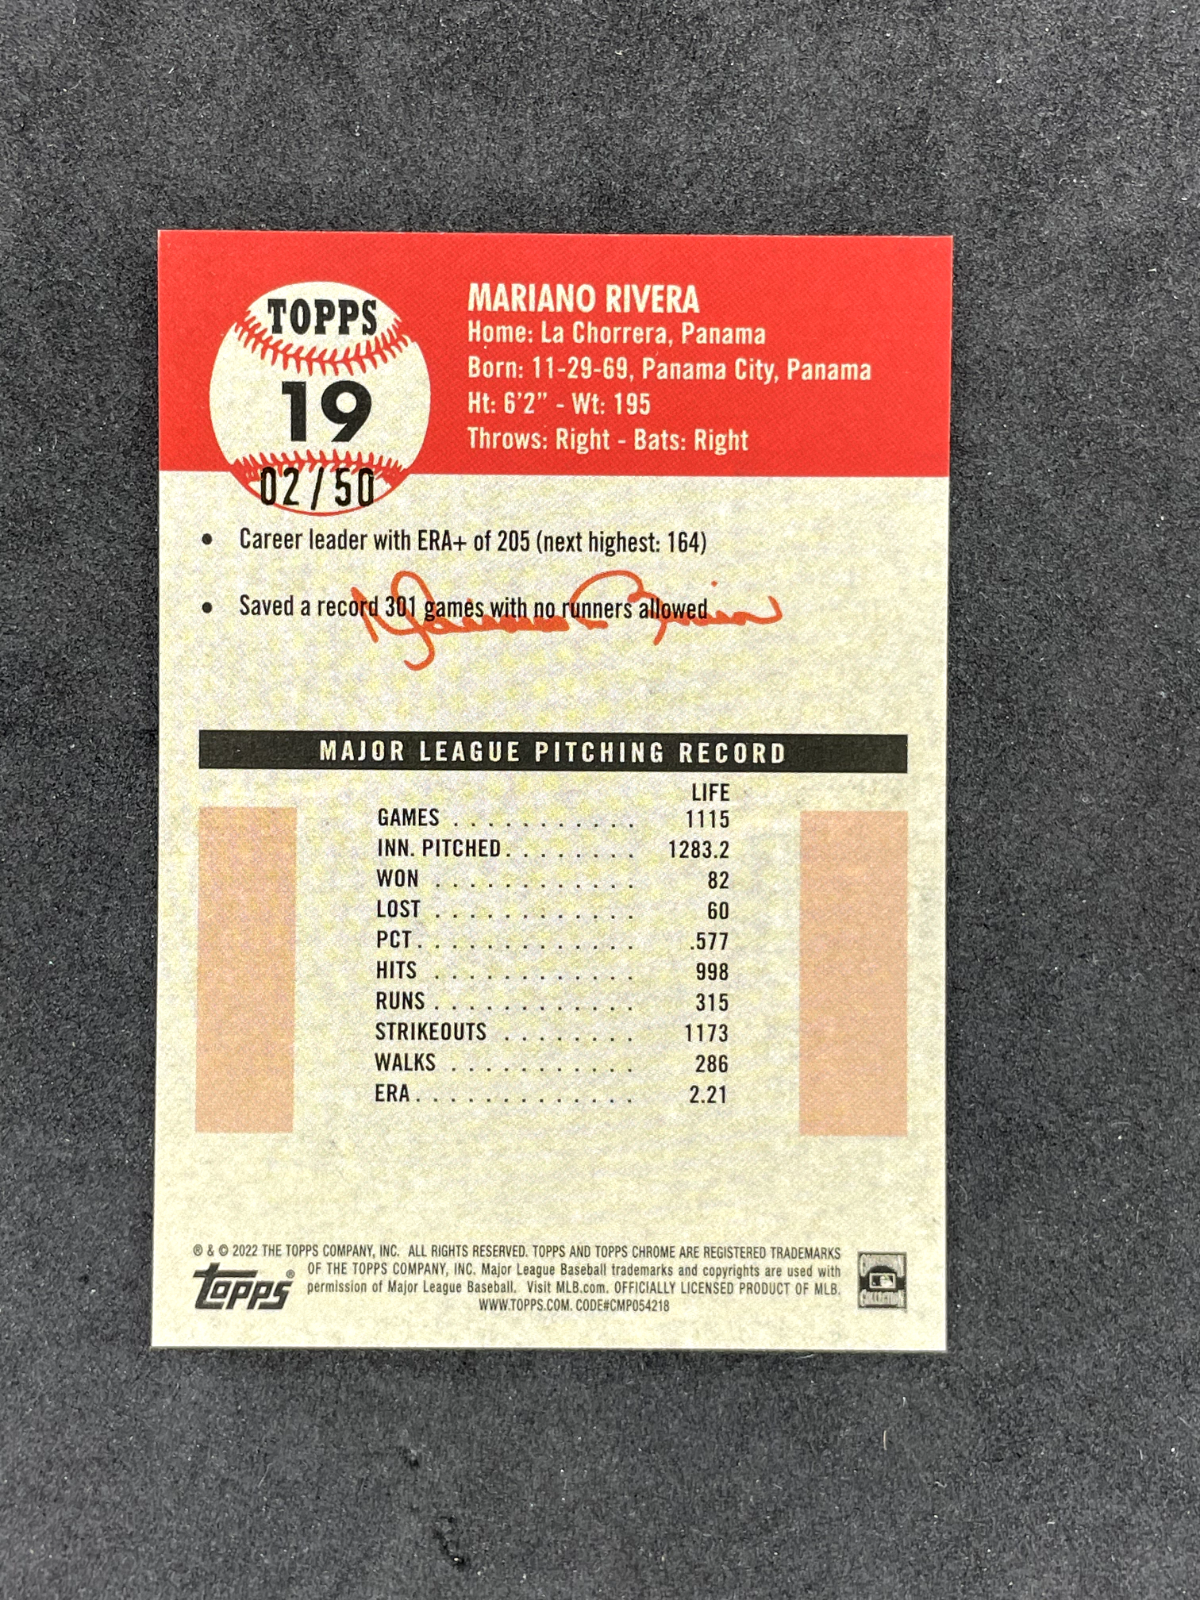 TOPPS
19
02/50
MARIANO RIVERA
Home: La Chorrera, Panama
Born: 11-29-69, Panama City, Panama
Ht: 6'2" - Wt: 195
Throws: Right - Bats: Right
• Career leader with ERA+ of 205 (next highest: 164)
• Saved a record 301 games with no runners allowed
Mariano Rivera
MAJOR LEAGUE PITCHING RECORD
LIFE
GAMES . . . . . . . . . . . 1115
INN. PITCHED. . . . . . . . 1283.2
WON . . . . . . . . . . . . 82
LOST . . . . . . . . . . . . 60
PCT. . . . . . . . . . . . . .577
HITS . . . . . . . . . . . . 998
RUNS . . . . . . . . . . . . 315
STRIKEOUTS . . . . . . . . 1173
WALKS . . . . . . . . . . . 286
ERA. . . . . . . . . . . . . 2.21
® & © 2022 THE TOPPS COMPANY, INC. ALL RIGHTS RESERVED. TOPPS AND TOPPS CHROME ARE REGISTERED TRADEMARKS
OF THE TOPPS COMPANY, INC. Major League Baseball trademarks and copyrights are used with
permission of Major League Baseball. Visit MLB.com. OFFICIALLY LICENSED PRODUCT OF MLB.
WWW.TOPPS.COM. CODE#CMP054218
TOPPS®
COLLECTION